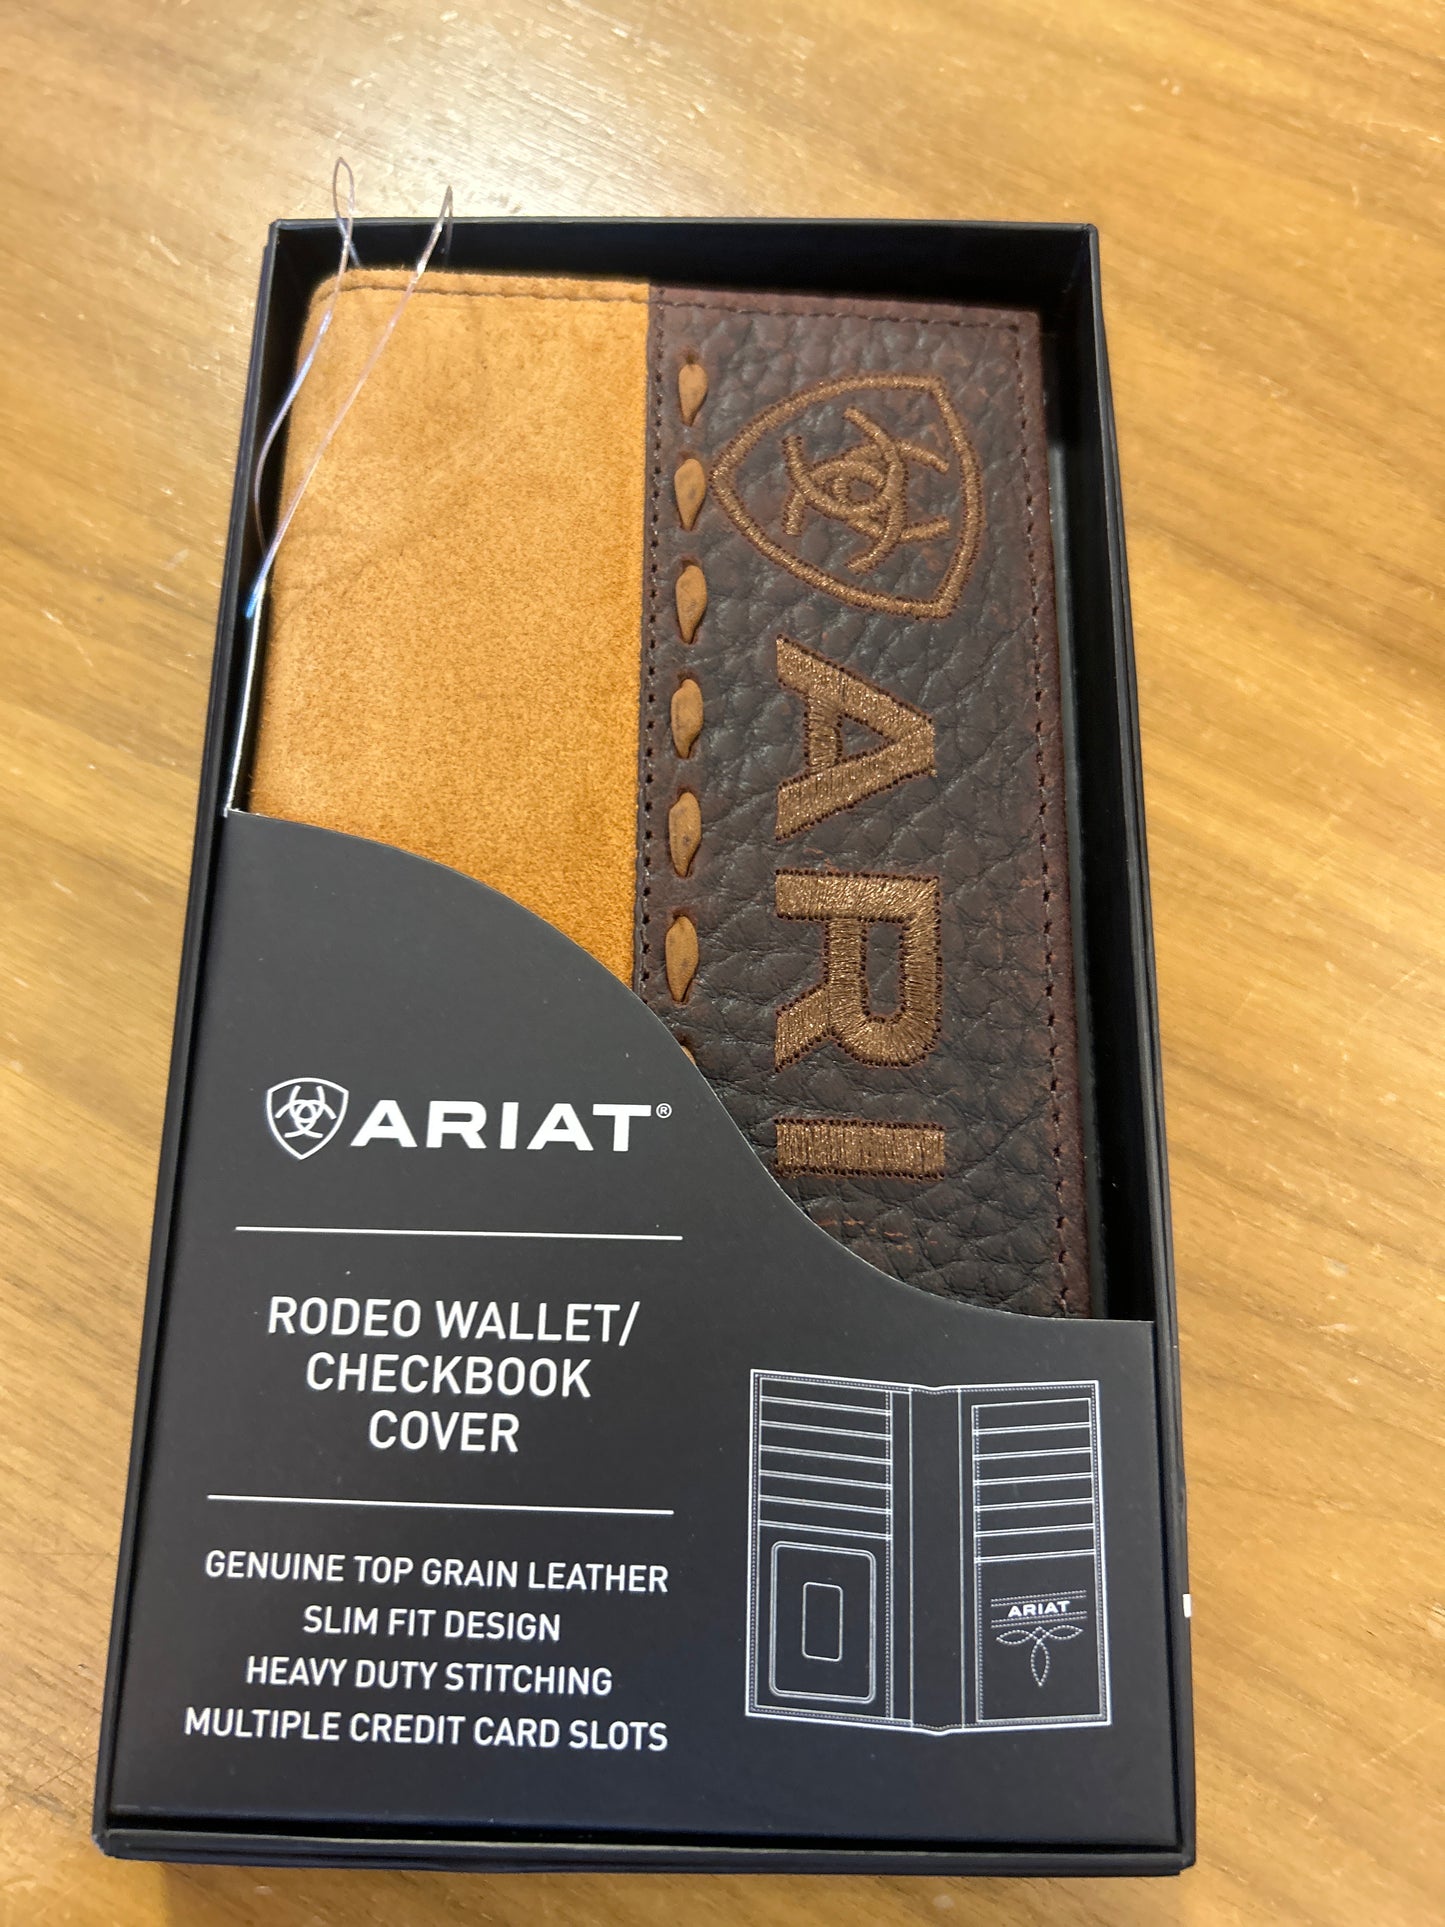 ARI
ARIAT®
RODEO WALLET/
CHECKBOOK
COVER
GENUINE TOP GRAIN LEATHER
SLIM FIT DESIGN
HEAVY DUTY STITCHING
MULTIPLE CREDIT CARD SLOTS
ARIAT